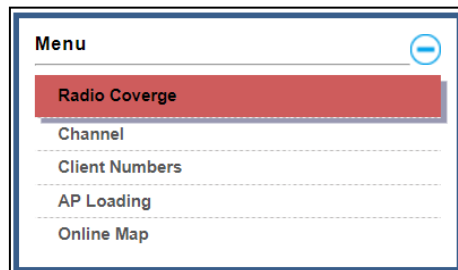 Menu
Radio Coverge
Channel
Client Numbers
AP Loading
Online Map